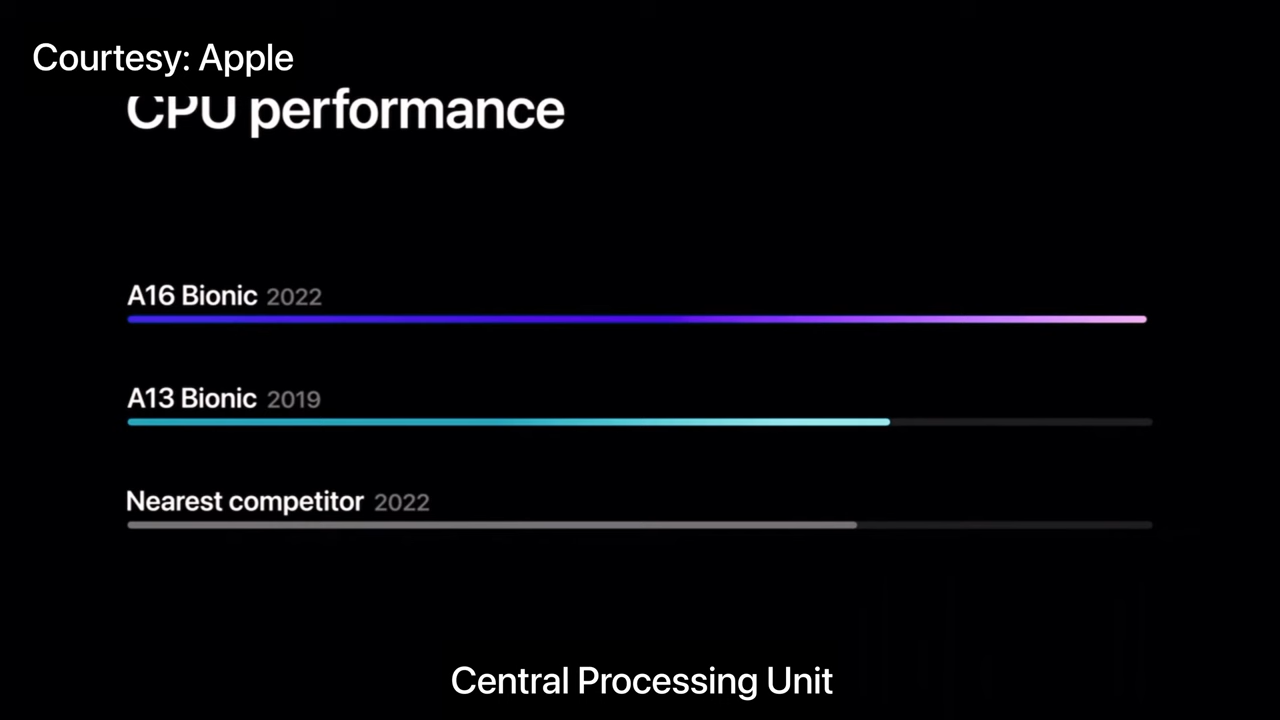 Courtesy: Apple
CPU performance
A16 Bionic 2022
A13 Bionic 2019
Nearest competitor 2022
Central Processing Unit